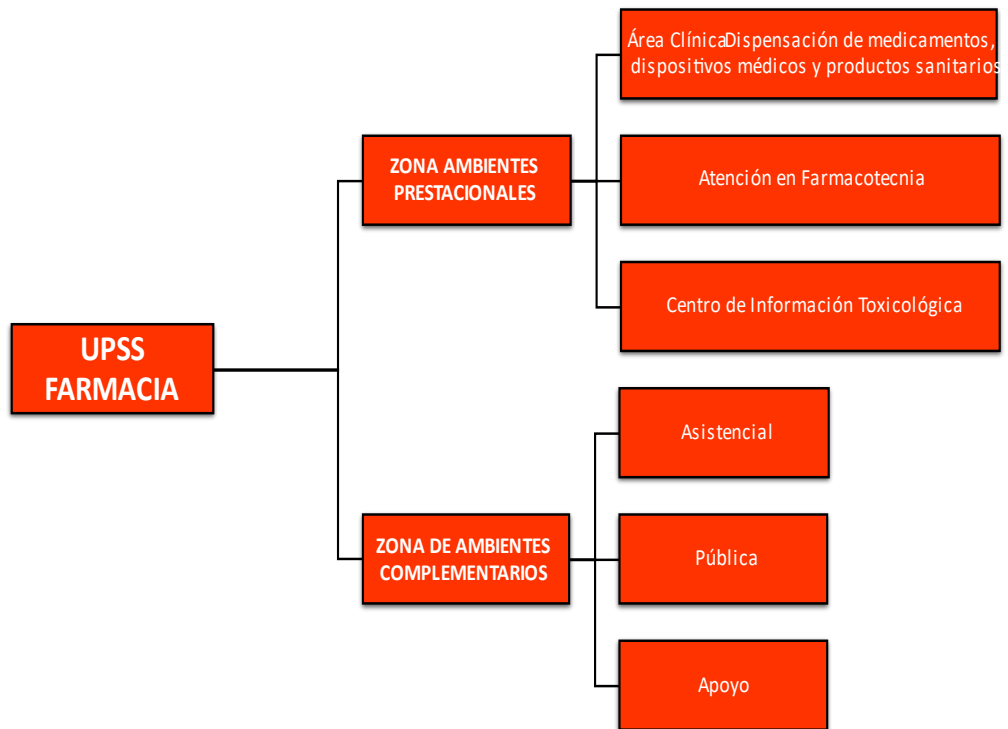 Área ClínicaDispensación de medicamentos,
dispositivos médicos y productos sanitarios
ZONA AMBIENTES
PRESTACIONALES
Atención en Farmacotecnia
Centro de Información Toxicológica
UPSS
FARMACIA
Asistencial
ZONA DE AMBIENTES
COMPLEMENTARIOS
Pública
Apoyo